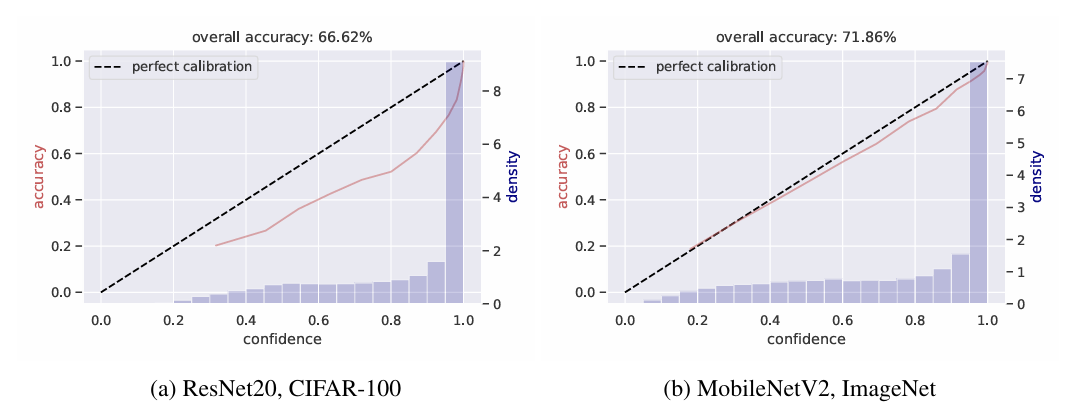 overall accuracy: 66.62%
perfect calibration
1.0
0.8
0.6
0.4
0.2
0.0
accuracy
8
6
4
2
0
density
0.0 0.2 0.4 0.6 0.8 1.0
confidence
(a) ResNet20, CIFAR-100
overall accuracy: 71.86%
perfect calibration
1.0
0.8
0.6
0.4
0.2
0.0
accuracy
7
6
5
4
3
2
1
0
density
0.0 0.2 0.4 0.6 0.8 1.0
confidence
(b) MobileNetV2, ImageNet